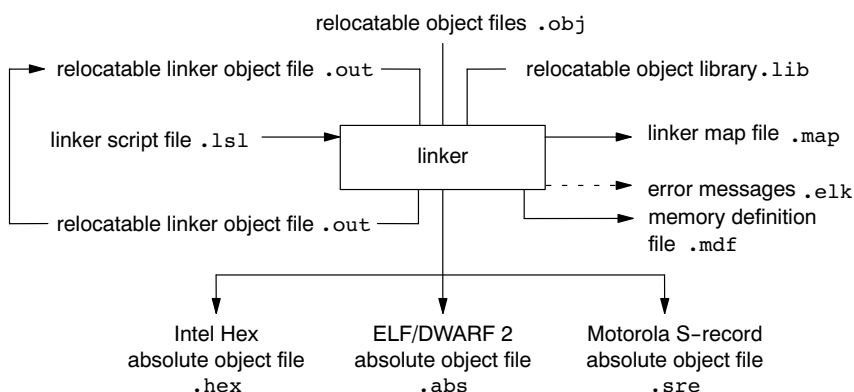 relocatable object files .obj
relocatable linker object file .out
relocatable object library.lib
linker script file .lsl
linker
linker map file .map
error messages .elk
relocatable linker object file .out
memory definition
file .mdf
Intel Hex
absolute object file
.hex
ELF/DWARF 2
absolute object file
.abs
Motorola S-record
absolute object file
.sre